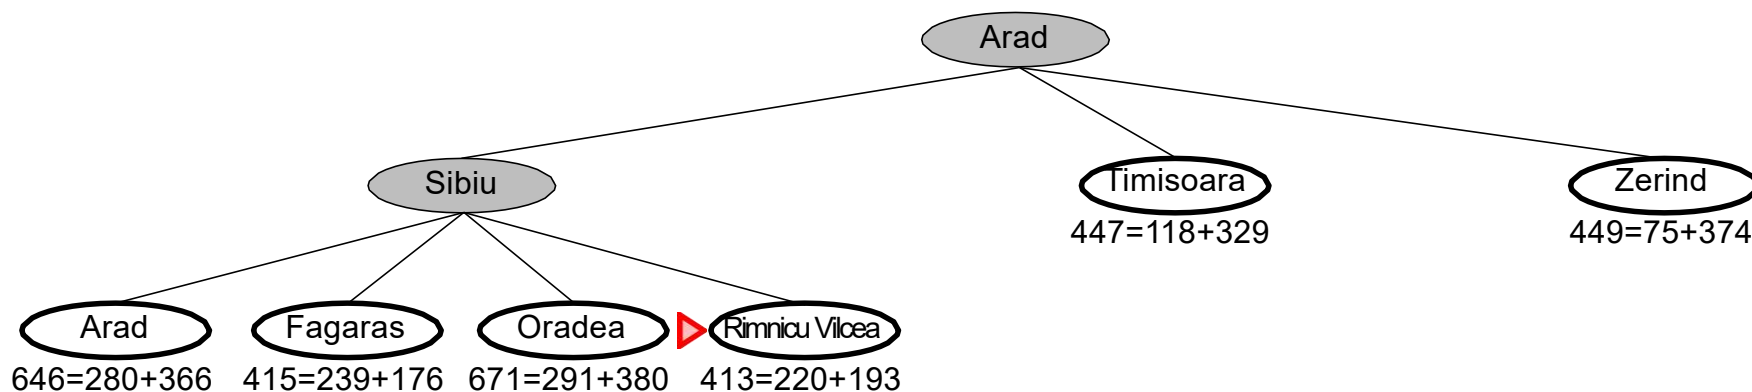 Arad
Sibiu
Timisoara
Zerind
447=118+329
449=75+374
Arad
Fagaras
Oradea
Rimnicu Vilcea
646=280+366
415=239+176
671=291+380
413=220+193